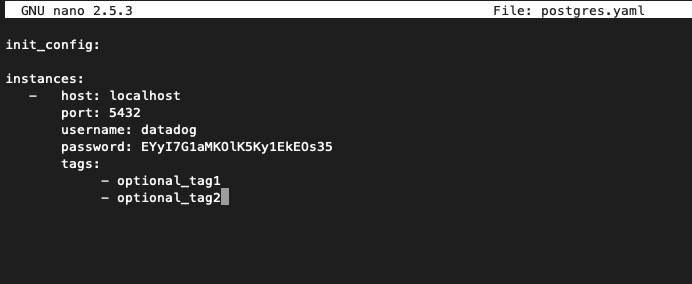 GNU nano 2.5.3 File: postgres.yaml
init_config:
instances:
- host: localhost
port: 5432
username: datadog
password: EYyI7G1aMKOlK5Ky1EkEOs35
tags:
- optional_tag1
- optional_tag2